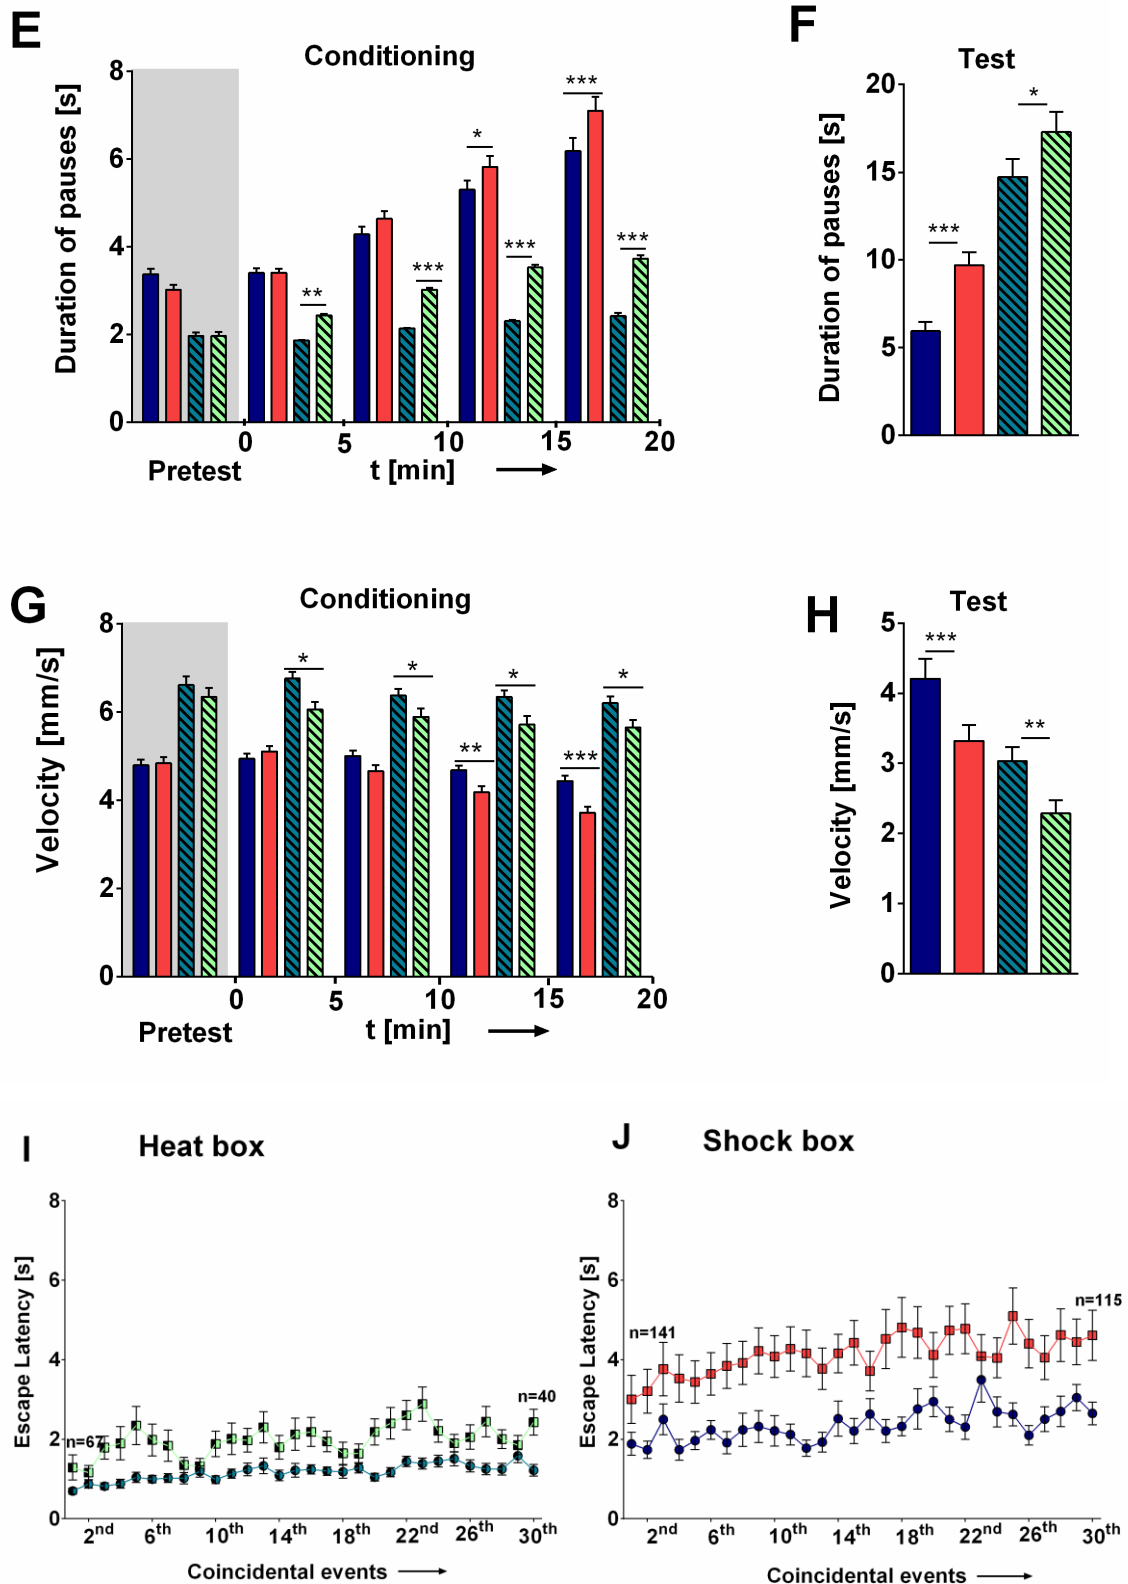 E
Conditioning
Duration of pauses [s]
8
6
4
2
0
***
*
***
***
***
**
0 5 10 15 20
Pretest t [min]
F
Test
Duration of pauses [s]
20
15
10
5
0
*
***
G
Conditioning
Velocity [mm/s]
8
6
4
2
0
*
*
*
*
**
***
0 5 10 15 20
Pretest t [min]
H
Test
Velocity [mm/s]
5
4
3
2
1
0
***
**
I Heat box
Escape Latency [s]
8
6
4
2
0
n=67
n=40
2nd 6th 10th 14th 18th 22nd 26th 30th
Coincidental events
J Shock box
Escape Latency [s]
8
6
4
2
0
n=141
n=115
2nd 6th 10th 14th 18th 22nd 26th 30th
Coincidental events